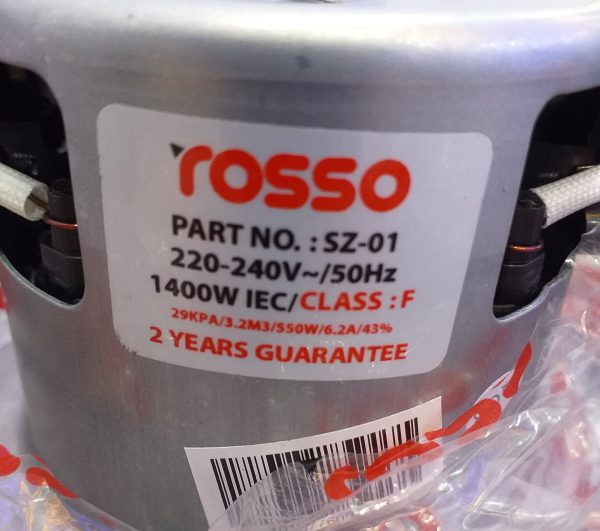 rosso
PART NO. : SZ-01
220-240V~/50Hz
1400W IEC/CLASS : F
29KPA/3.2M3/550W/6.2A/43%
2 YEARS GUARANTEE